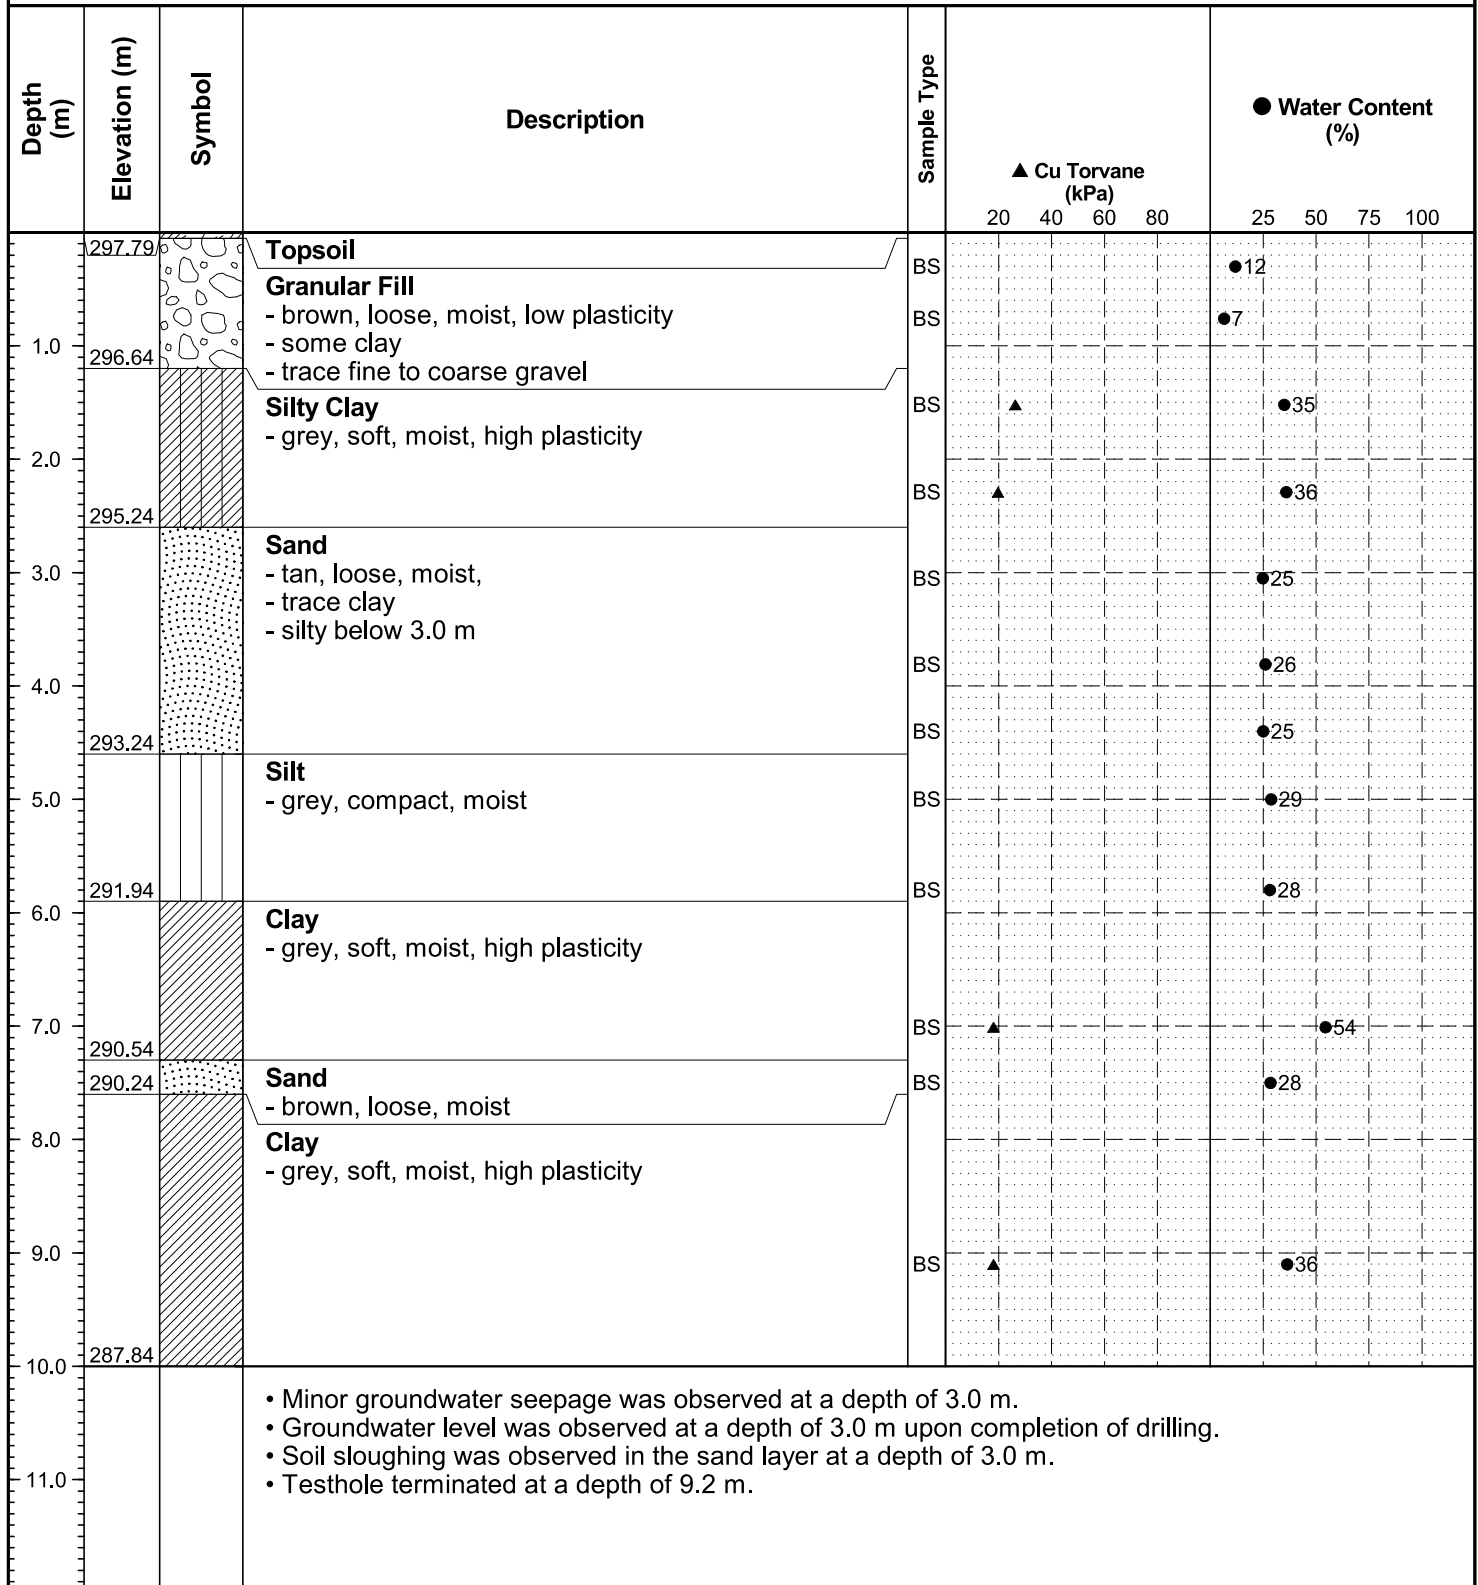 Depth
(m)
Elevation (m)
Symbol
Description
Sample Type
▲ Cu Torvane
(kPa)
20 40 60 80
● Water Content
(%)
25 50 75 100
297.79
Topsoil
BS
12
Granular Fill
- brown, loose, moist, low plasticity
BS
7
- some clay
1.0
296.64
- trace fine to coarse gravel
Silty Clay
BS
35
- grey, soft, moist, high plasticity
2.0
BS
36
295.24
Sand
- tan, loose, moist,
3.0
BS
25
- trace clay
- silty below 3.0 m
BS
26
4.0
BS
25
293.24
Silt
- grey, compact, moist
5.0
BS
29
BS
28
291.94
6.0
Clay
- grey, soft, moist, high plasticity
7.0
BS
54
290.54
Sand
290.24
BS
28
- brown, loose, moist
8.0
Clay
- grey, soft, moist, high plasticity
9.0
BS
36
287.84
10.0
• Minor groundwater seepage was observed at a depth of 3.0 m.
• Groundwater level was observed at a depth of 3.0 m upon completion of drilling.
• Soil sloughing was observed in the sand layer at a depth of 3.0 m.
11.0
• Testhole terminated at a depth of 9.2 m.